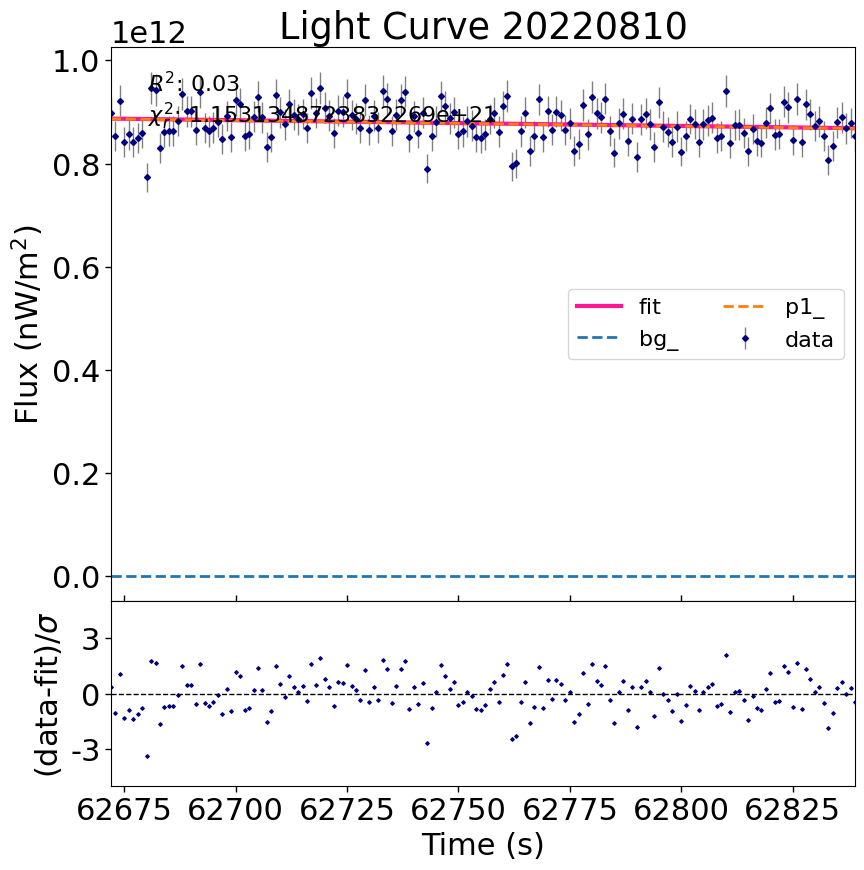 Light Curve 20220810
1e12
R²: 0.03
χ²ᵣ: 1.1531348723832269e+21
1.0
0.8
0.6
0.4
0.2
0.0
Flux (nW/m²)
fit
bg_
p1_
data
3
0
-3
(data-fit)/σ
62675 62700 62725 62750 62775 62800 62825
Time (s)